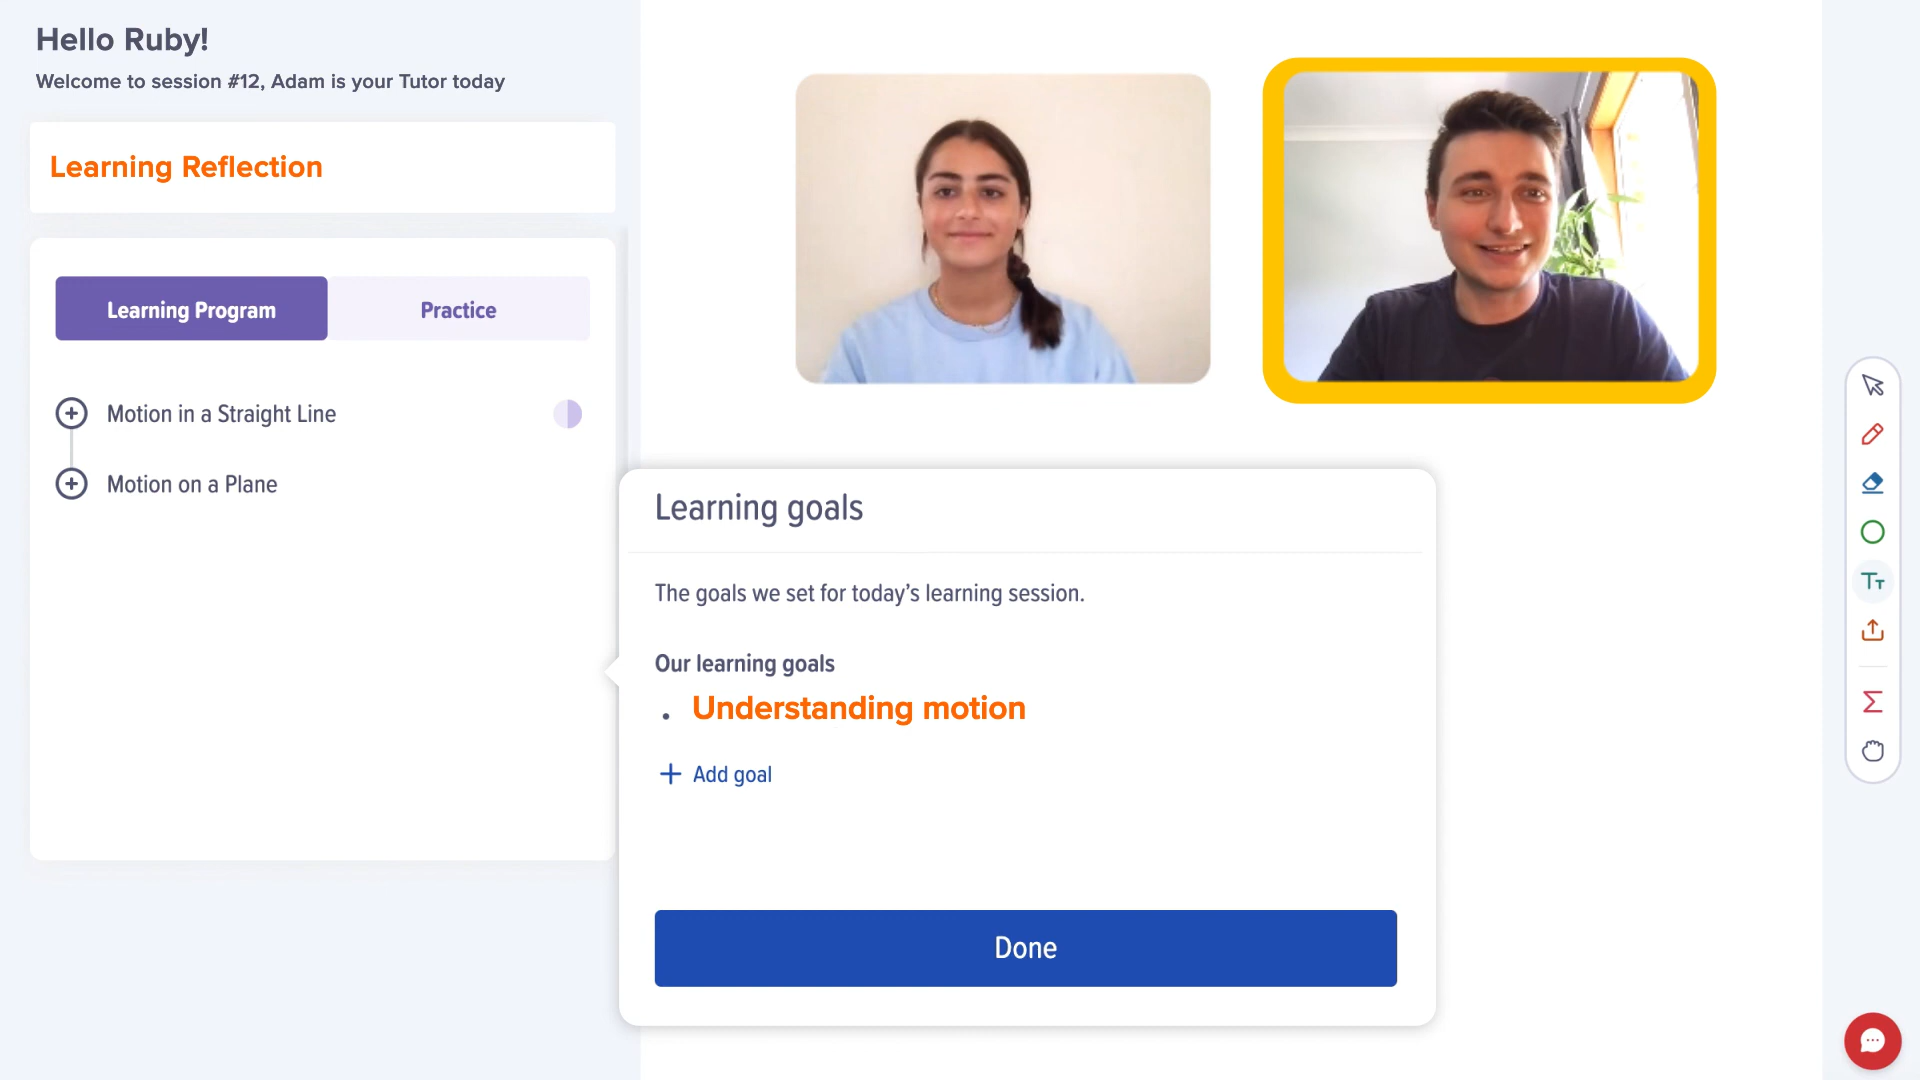 Hello Ruby!
Welcome to session #12, Adam is your Tutor today
Learning Reflection
Learning Program
Practice
Motion in a Straight Line
Motion on a Plane
Learning goals
The goals we set for today’s learning session.
Our learning goals
. Understanding motion
+ Add goal
Done
Tт
Σ